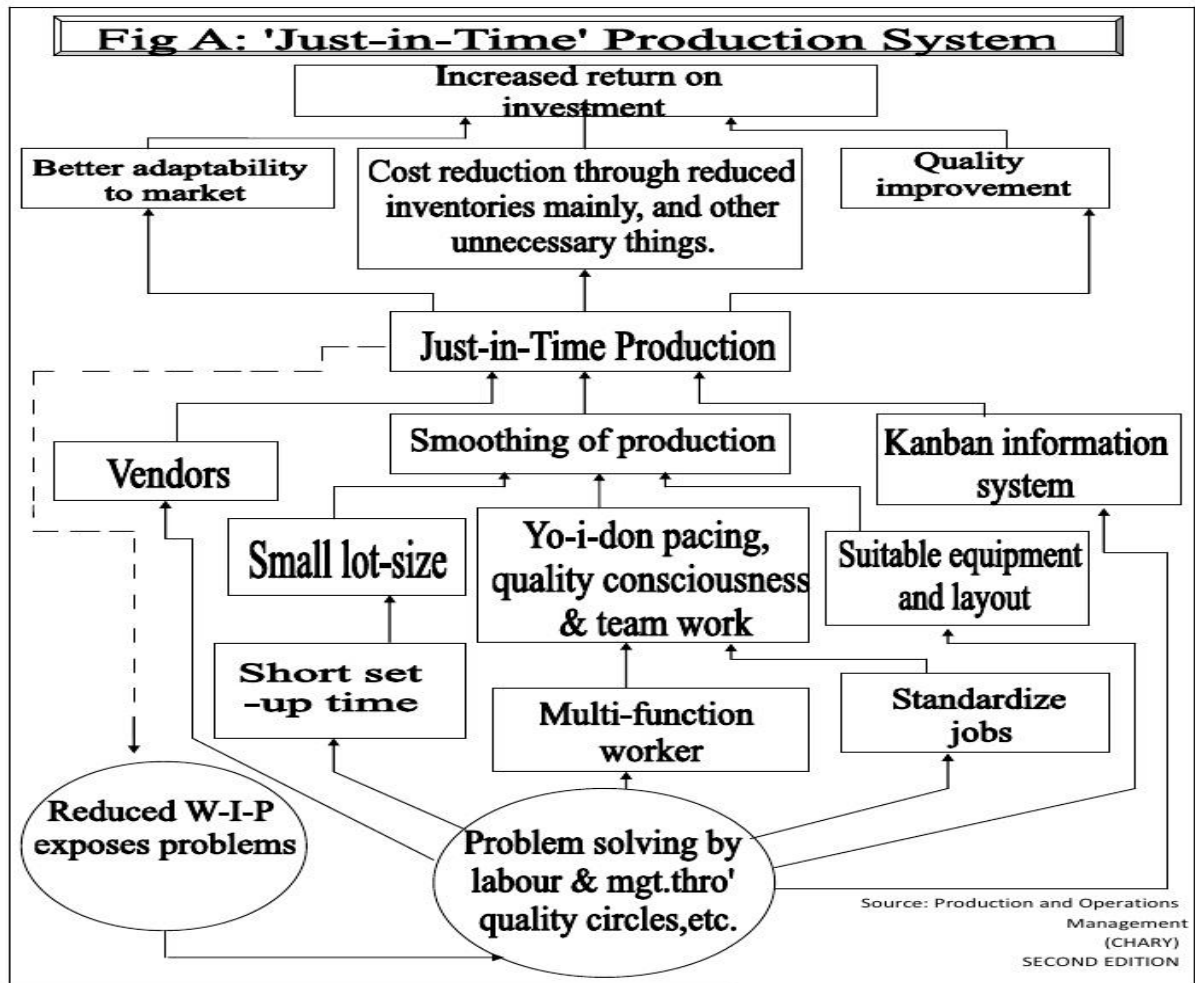 Fig A: 'Just-in-Time' Production System
Increased return on
investment
Better adaptability
to market
Cost reduction through reduced
inventories mainly, and other
unnecessary things.
Quality
improvement
Just-in-Time Production
Vendors
Smoothing of production
Kanban information
system
Small lot-size
Yo-i-don pacing,
quality consciousness
& team work
Suitable equipment
and layout
Short set
-up time
Multi-function
worker
Standardize
jobs
Reduced W-I-P
exposes problems
Problem solving by
labour & mgt.thro'
quality circles,etc.
Source: Production and Operations
Management
(CHARY)
SECOND EDITION